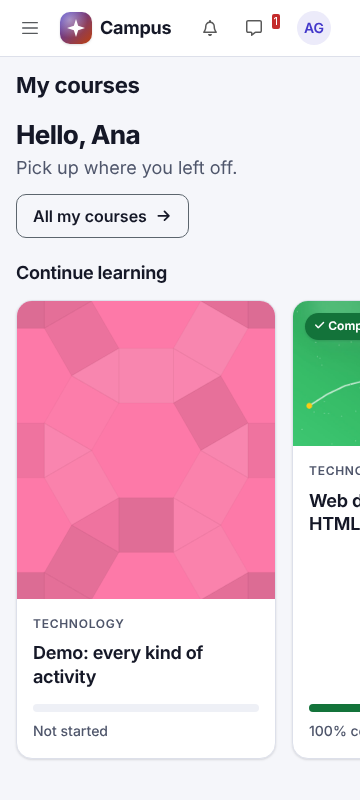 Campus
1
AG
My courses
Hello, Ana
Pick up where you left off.
All my courses
Continue learning
TECHNOLOGY
Demo: every kind of
activity
Not started
Comp
TECHNO
Web d
HTML
100% c